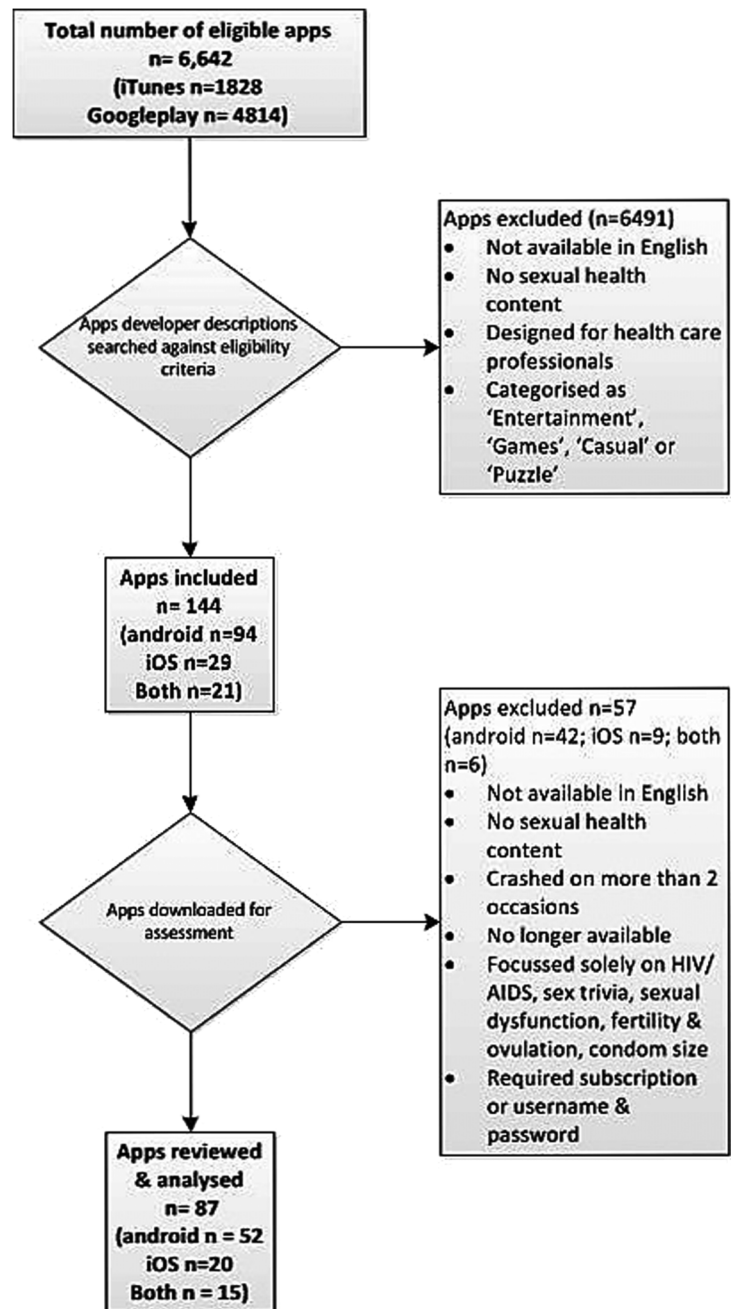 Total number of eligible apps
n= 6,642
(iTunes n=1828
Googleplay n= 4814)
Apps developer descriptions
searched against eligibility
criteria
Apps excluded (n=6491)
• Not available in English
• No sexual health
content
• Designed for health care
professionals
• Categorised as
‘Entertainment’,
‘Games’, ‘Casual’ or
‘Puzzle’
Apps included
n= 144
(android n=94
iOS n=29
Both n=21)
Apps downloaded for
assessment
Apps excluded n=57
(android n=42; iOS n=9; both
n=6)
• Not available in English
• No sexual health
content
• Crashed on more than 2
occasions
• No longer available
• Focussed solely on HIV/
AIDS, sex trivia, sexual
dysfunction, fertility &
ovulation, condom size
• Required subscription
or username &
password
Apps reviewed
& analysed
n= 87
(android n = 52
iOS n=20
Both n = 15)